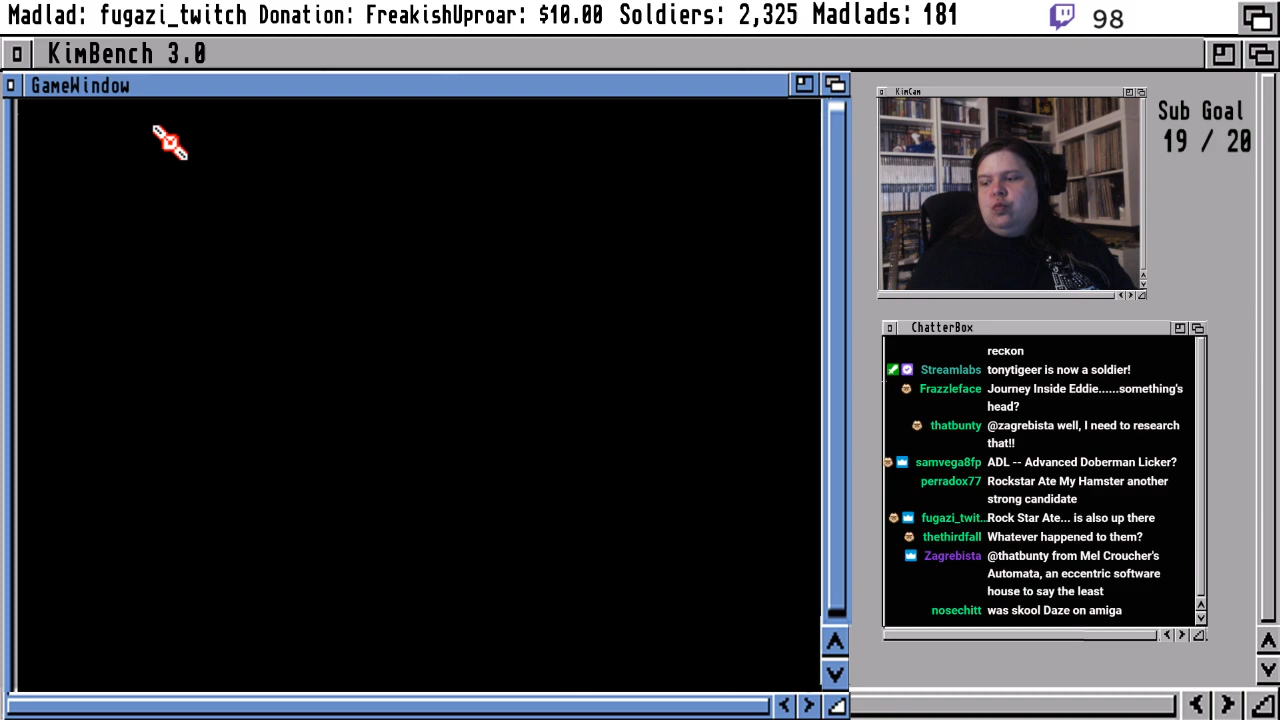 Madlad: fugazi_twitch Donation: FreakishUproar: $10.00 Soldiers: 2,325 Madlads: 181 98
KimBench 3.0
GameWindow
KimCam
Sub Goal
19 / 20
ChatterBox
reckon
Streamlabs tonytigeer is now a soldier!
Frazzleface Journey Inside Eddie......something's
head?
thatbunty @zagrebista well, I need to research
that!!
samvega8fp ADL -- Advanced Doberman Licker?
perradox77 Rockstar Ate My Hamster another
strong candidate
fugazi_twit... Rock Star Ate... is also up there
thethirdfall Whatever happened to them?
Zagrebista @thatbunty from Mel Croucher's
Automata, an eccentric software
house to say the least
nosechitt was skool Daze on amiga